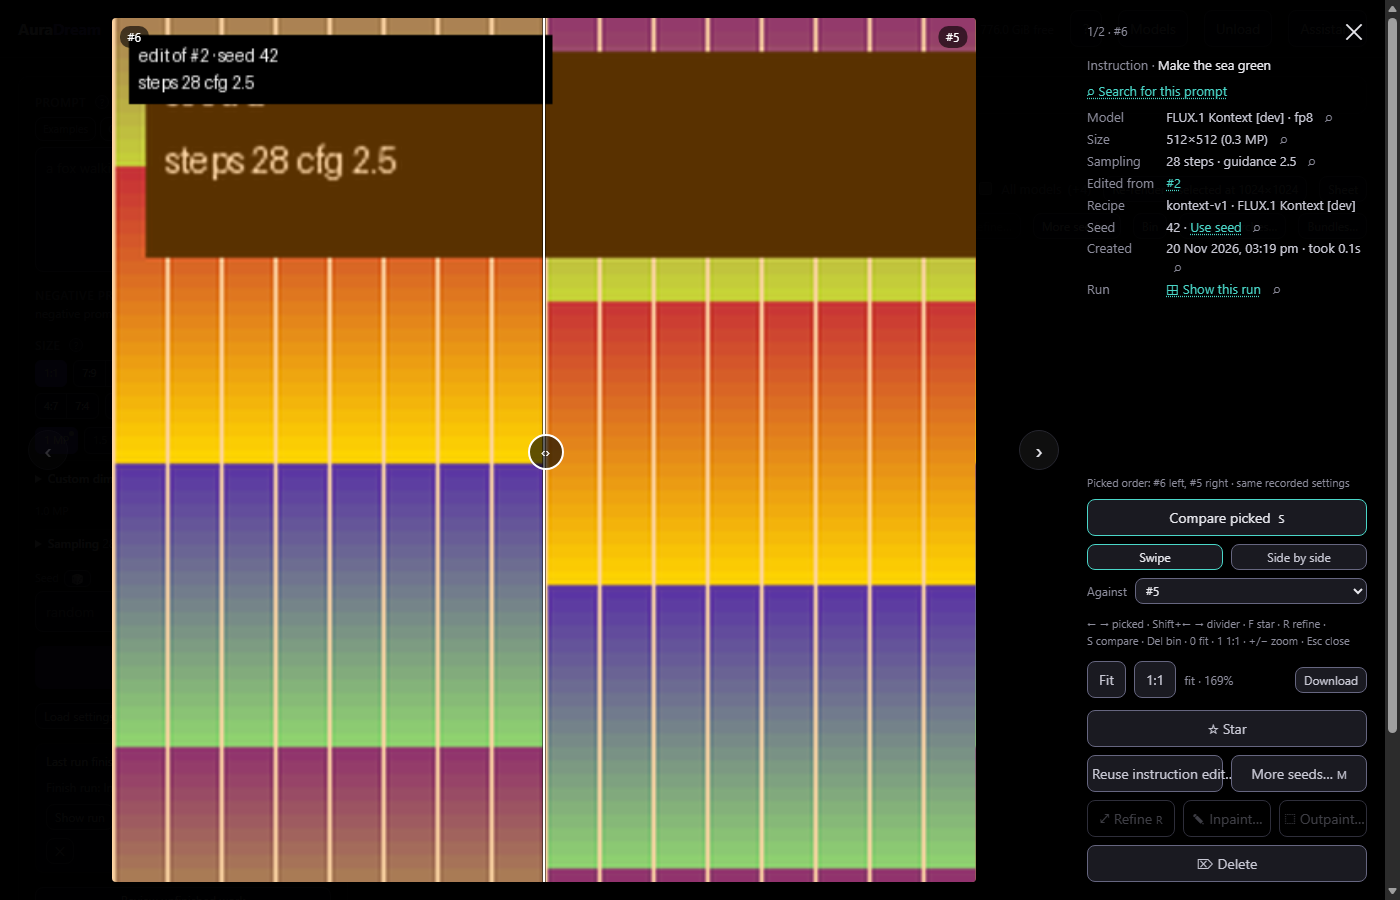 #6
edit of #2 · seed 42
steps 28 cfg 2.5
steps 28 cfg 2.5
#5
1/2 · #6
Instruction · Make the sea green
Search for this prompt
Model FLUX.1 Kontext [dev] · fp8
Size 512×512 (0.3 MP)
Sampling 28 steps · guidance 2.5
Edited from #2
Recipe kontext-v1 · FLUX.1 Kontext [dev]
Seed 42 · Use seed
Created 20 Nov 2026, 03:19 pm · took 0.1s
Run Show this run
Picked order: #6 left, #5 right · same recorded settings
Compare picked S
Swipe Side by side
Against #5
← → picked · Shift+← → divider · F star · R refine ·
S compare · Del bin · 0 fit · 1 1:1 · +/− zoom · Esc close
Fit 1:1 fit · 169% Download
☆ Star
Reuse instruction edit... More seeds... M
Refine R Inpaint... Outpaint...
Delete